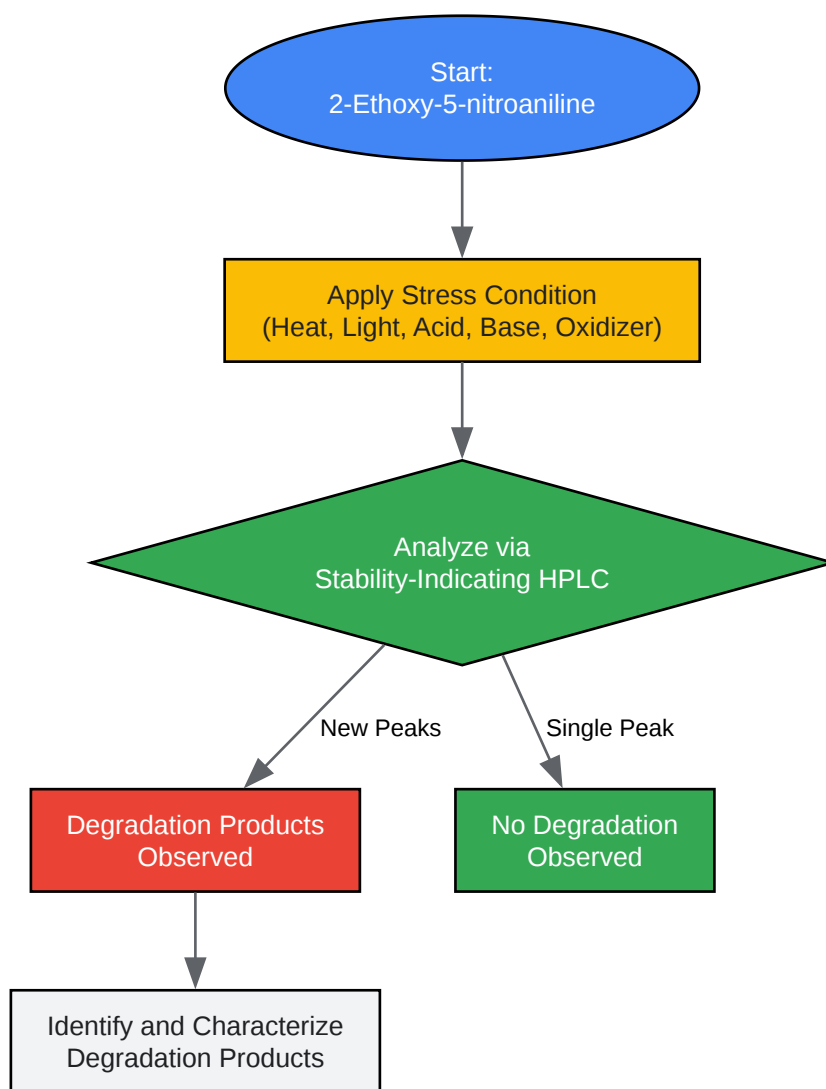 Start:
2-Ethoxy-5-nitroaniline
Apply Stress Condition
(Heat, Light, Acid, Base, Oxidizer)
Analyze via
Stability-Indicating HPLC
New Peaks
Single Peak
Degradation Products
Observed
No Degradation
Observed
Identify and Characterize
Degradation Products